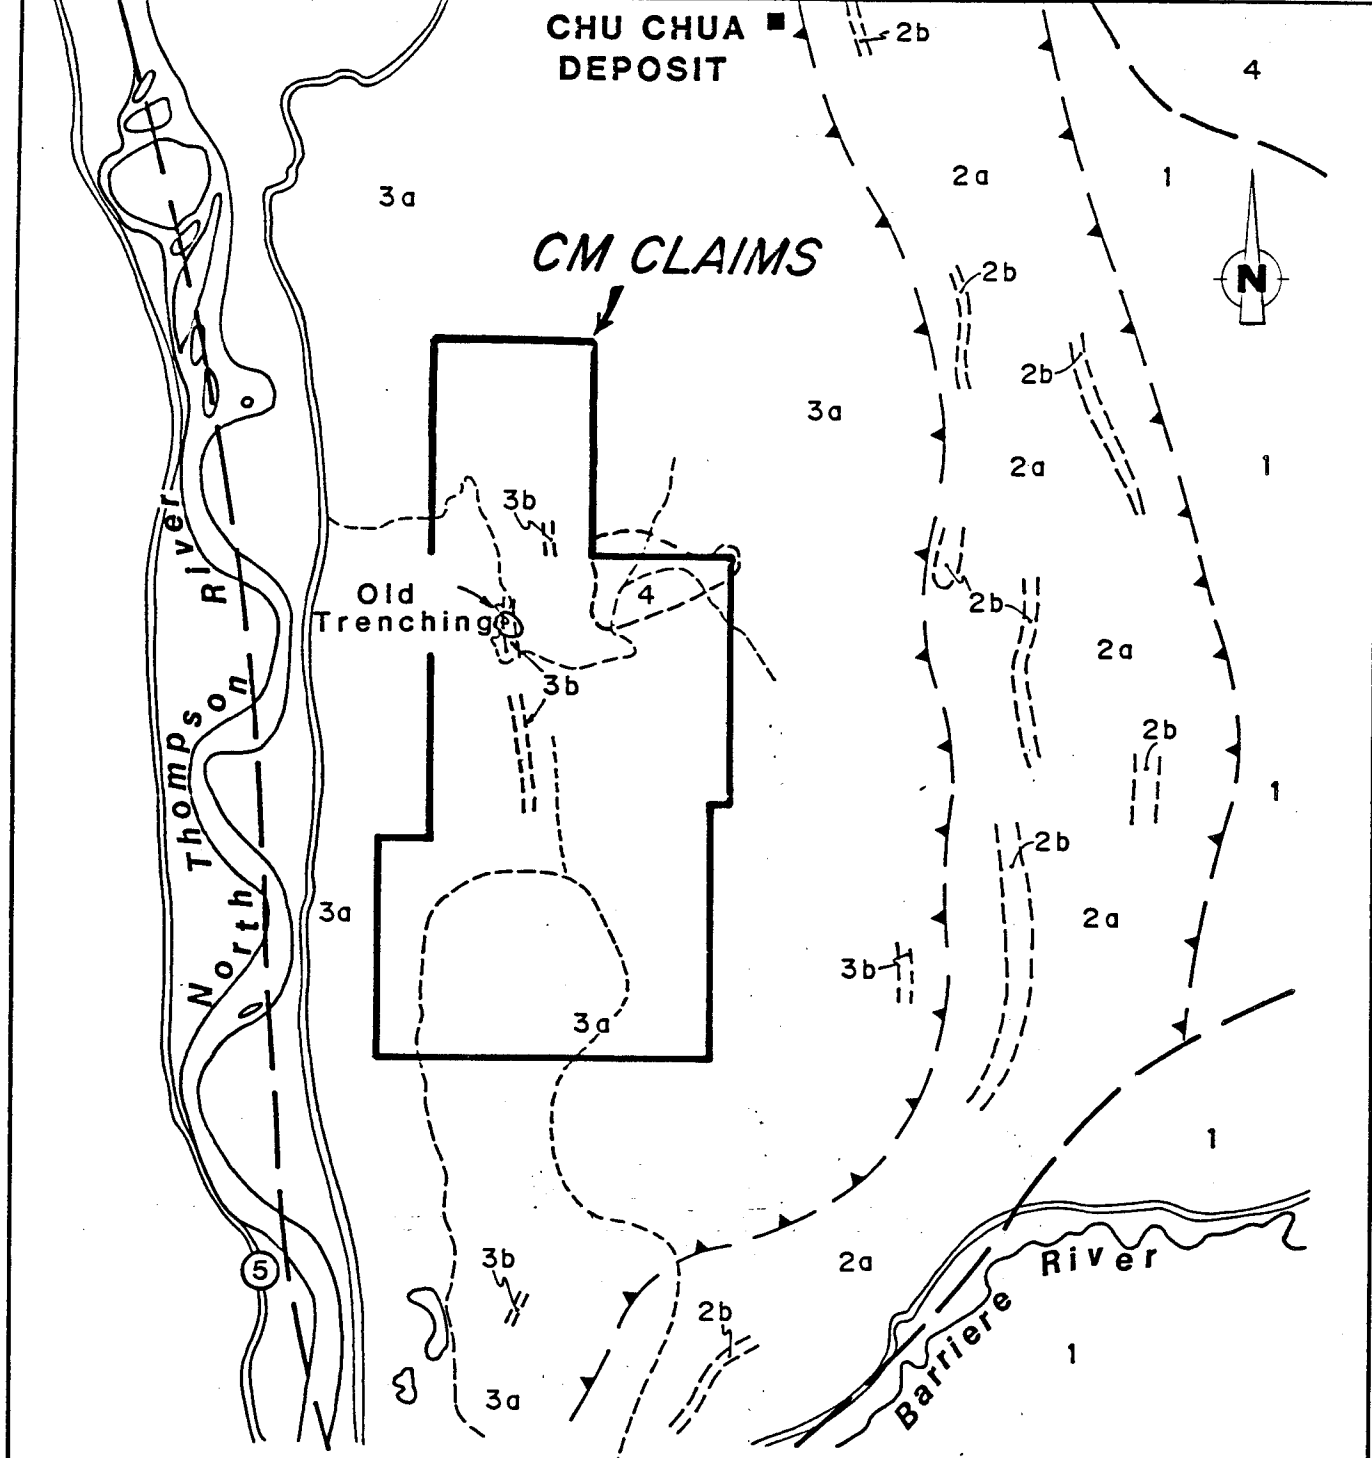 CHU CHUA
DEPOSIT
2b
4
2a
1
3a
CM CLAIMS
N
2b
2b
3a
2a
1
3b
River
Old
Trenching
P
4
2b
2a
3b
Thompson
2b
1
2b
3a
2a
North
3b
3a
1
5
3b
2a
River
2b
Barriere
1
3a